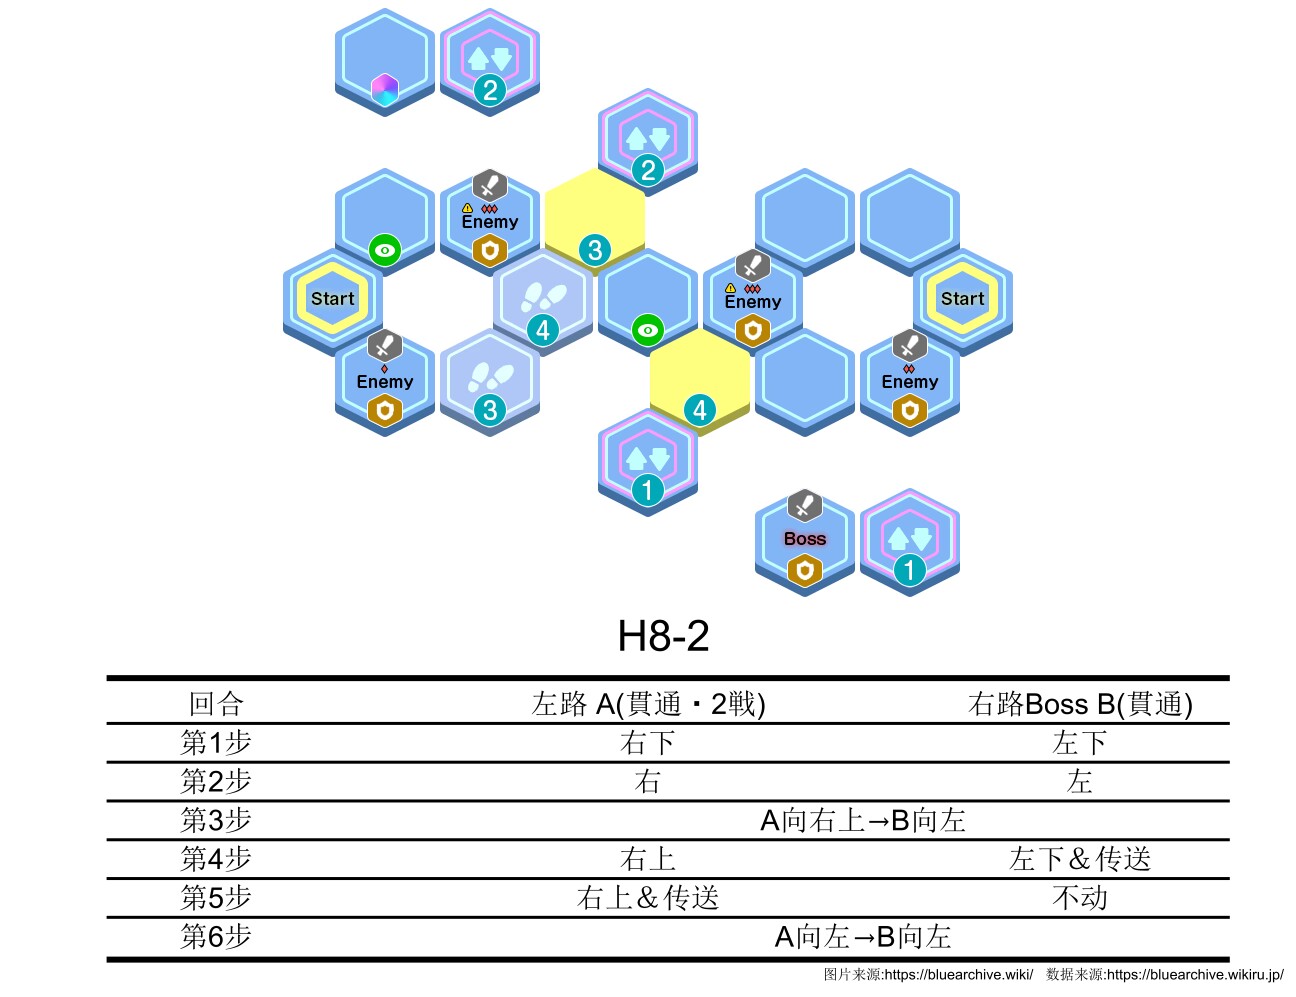 2
2
Enemy
3
Start
4
Enemy
Start
Enemy
3
4
Enemy
1
Boss
1
H8-2
回合 左路 A(貫通・2戦) 右路Boss B(貫通)
第1步 右下 左下
第2步 右 左
第3步 A向右上→B向左
第4步 右上 左下＆传送
第5步 右上＆传送 不动
第6步 A向左→B向左
图片来源:https://bluearchive.wiki/ 数据来源:https://bluearchive.wikiru.jp/